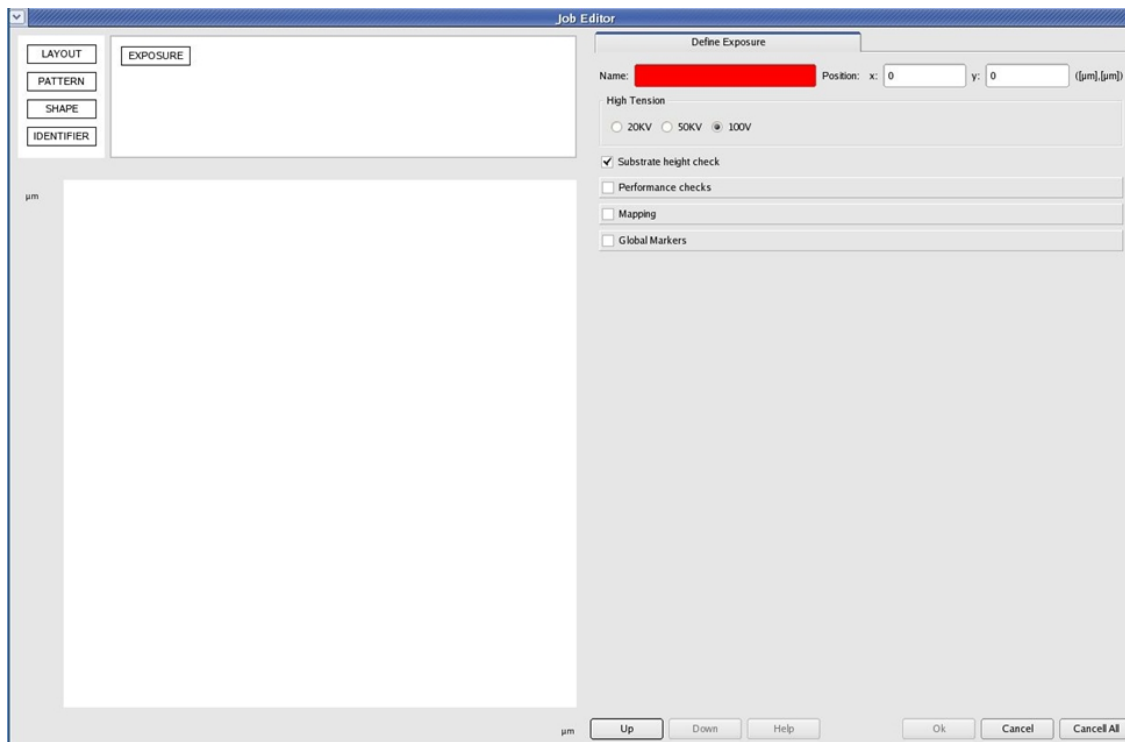 Job Editor
LAYOUT
PATTERN
SHAPE
IDENTIFIER
EXPOSURE
µm
µm
Define Exposure
Name: Position: x: 0 y: 0 ([µm],[µm])
High Tension
20KV 50KV 100V
Substrate height check
Performance checks
Mapping
Global Markers
Up Down Help Ok Cancel Cancell All